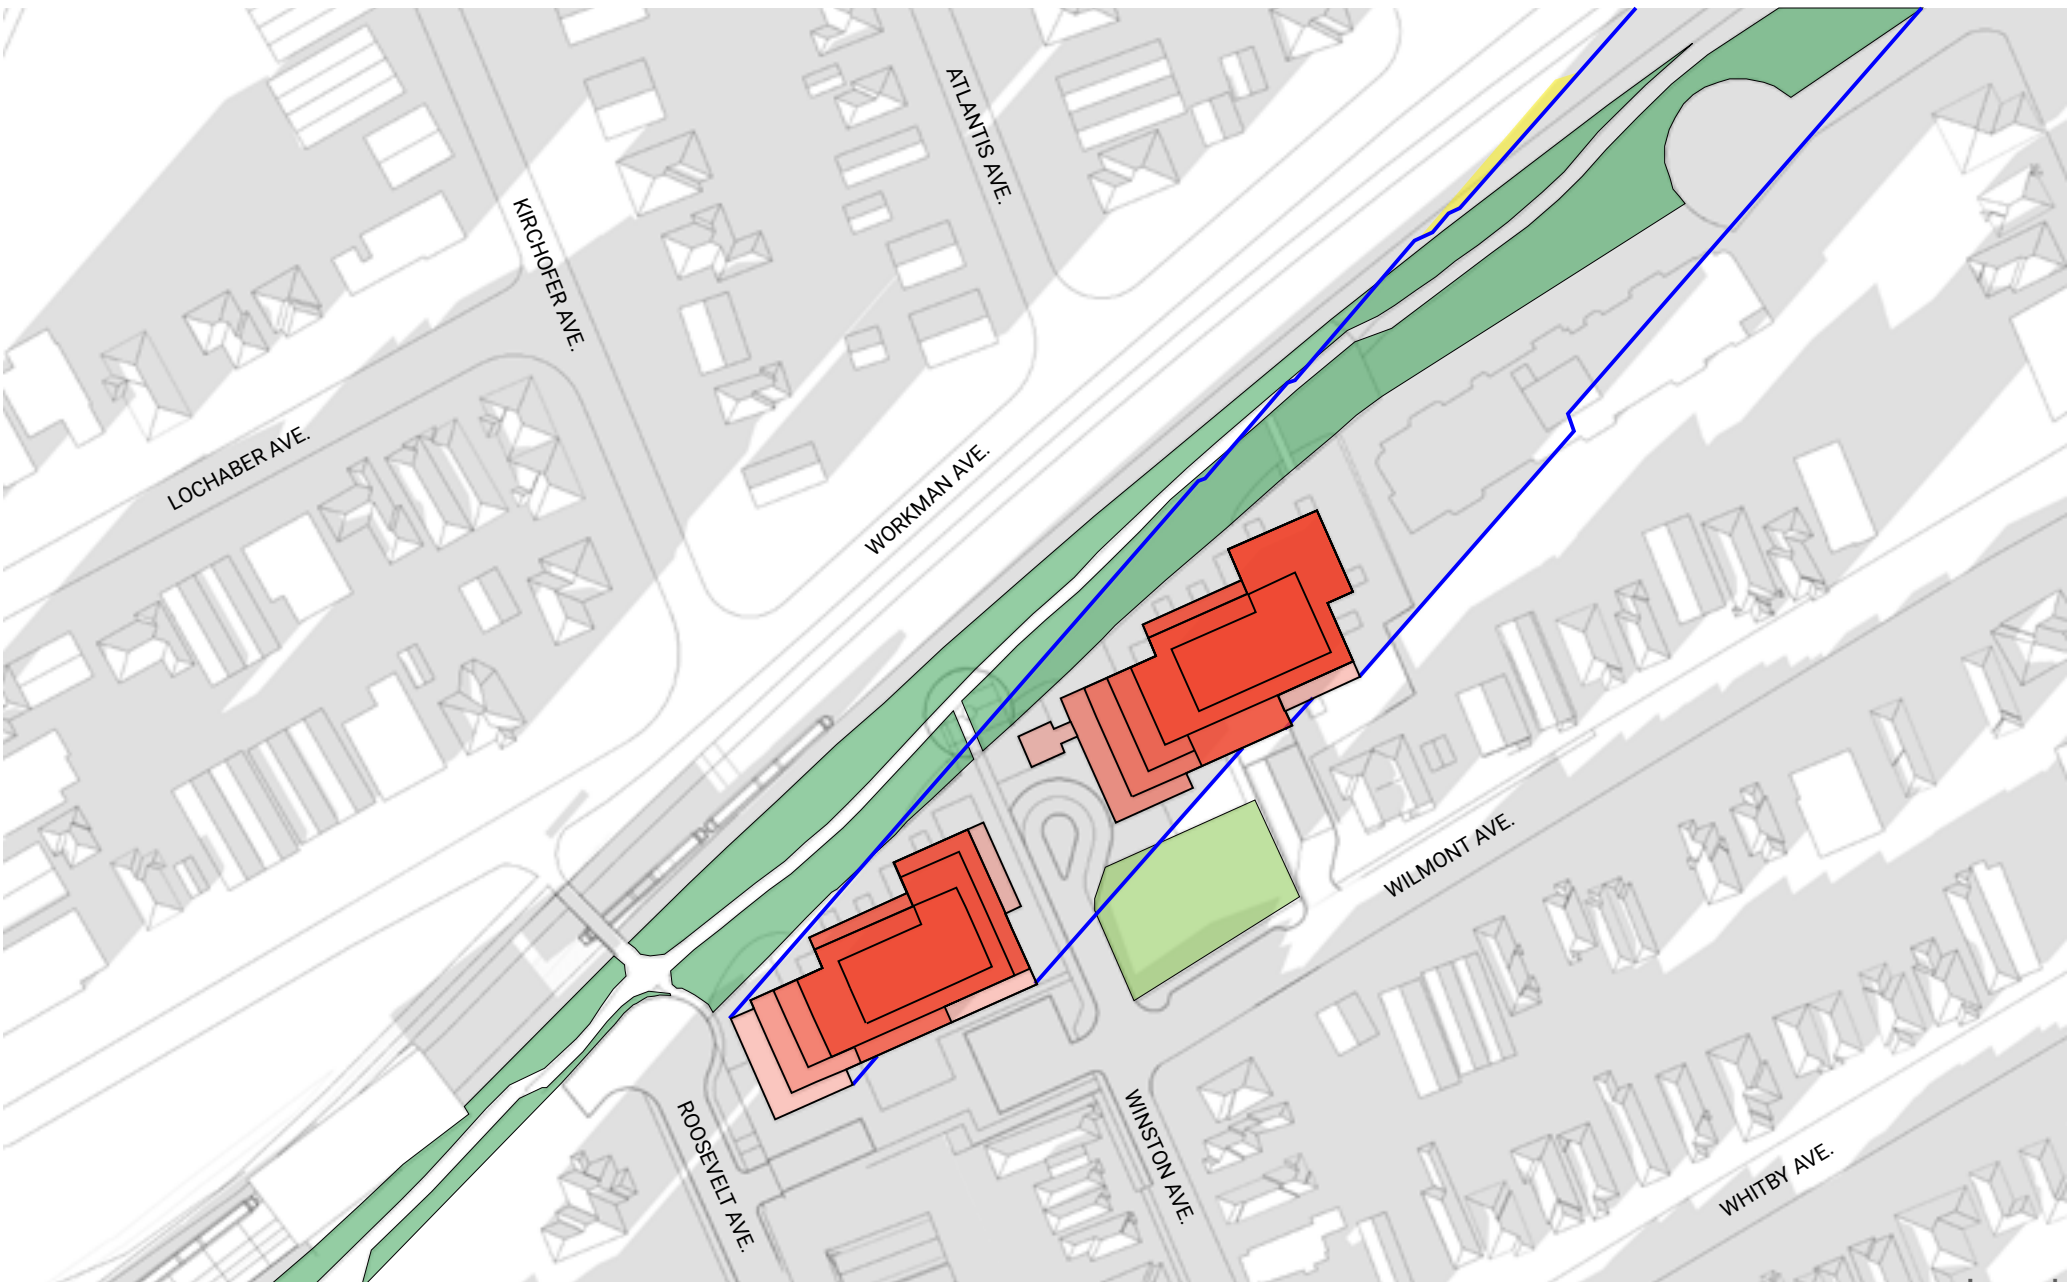 ATLANTIS AVE.
KIRCHOFER AVE.
LOCHABER AVE.
WORKMAN AVE.
WILMONT AVE.
ROOSEVELT AVE.
WINSTON AVE.
WHITBY AVE.